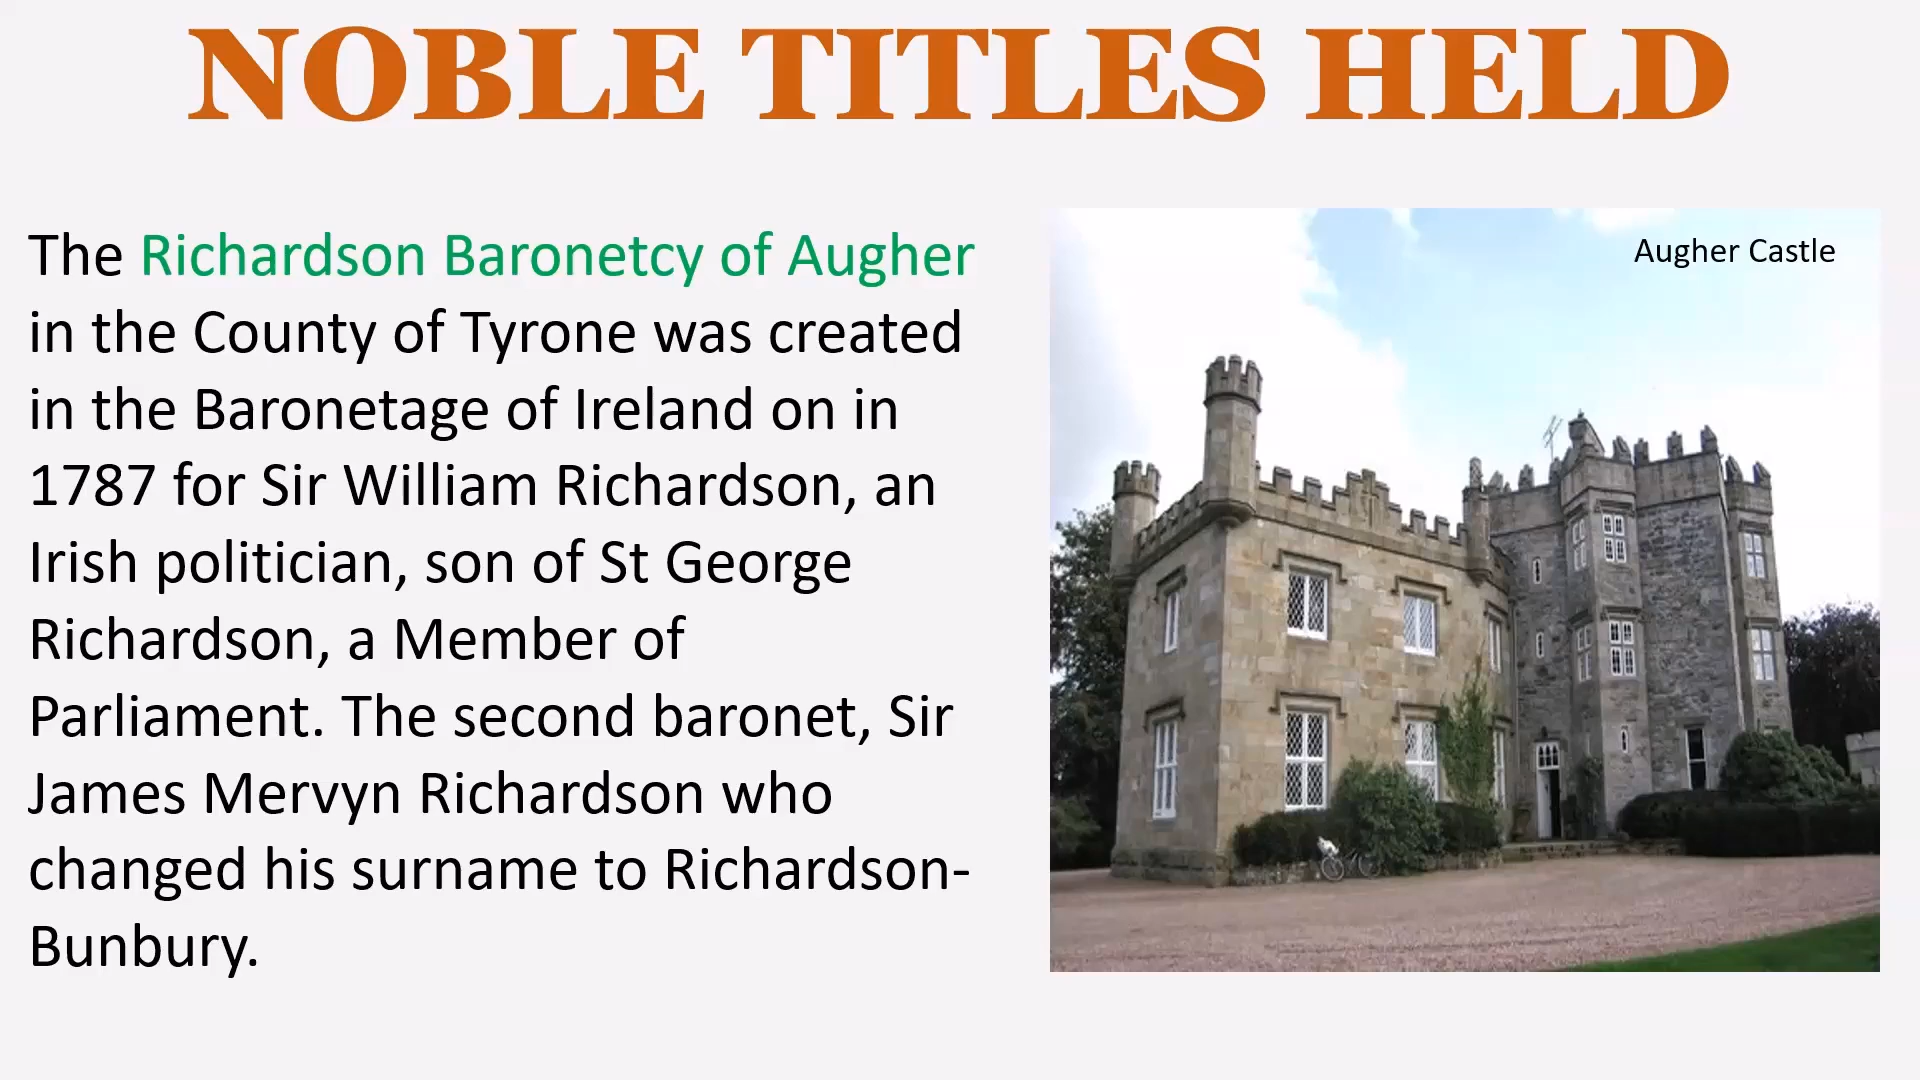 NOBLE TITLES HELD
The Richardson Baronetcy of Augher
in the County of Tyrone was created
in the Baronetage of Ireland on in
1787 for Sir William Richardson, an
Irish politician, son of St George
Richardson, a Member of
Parliament. The second baronet, Sir
James Mervyn Richardson who
changed his surname to Richardson-
Bunbury.
Augher Castle